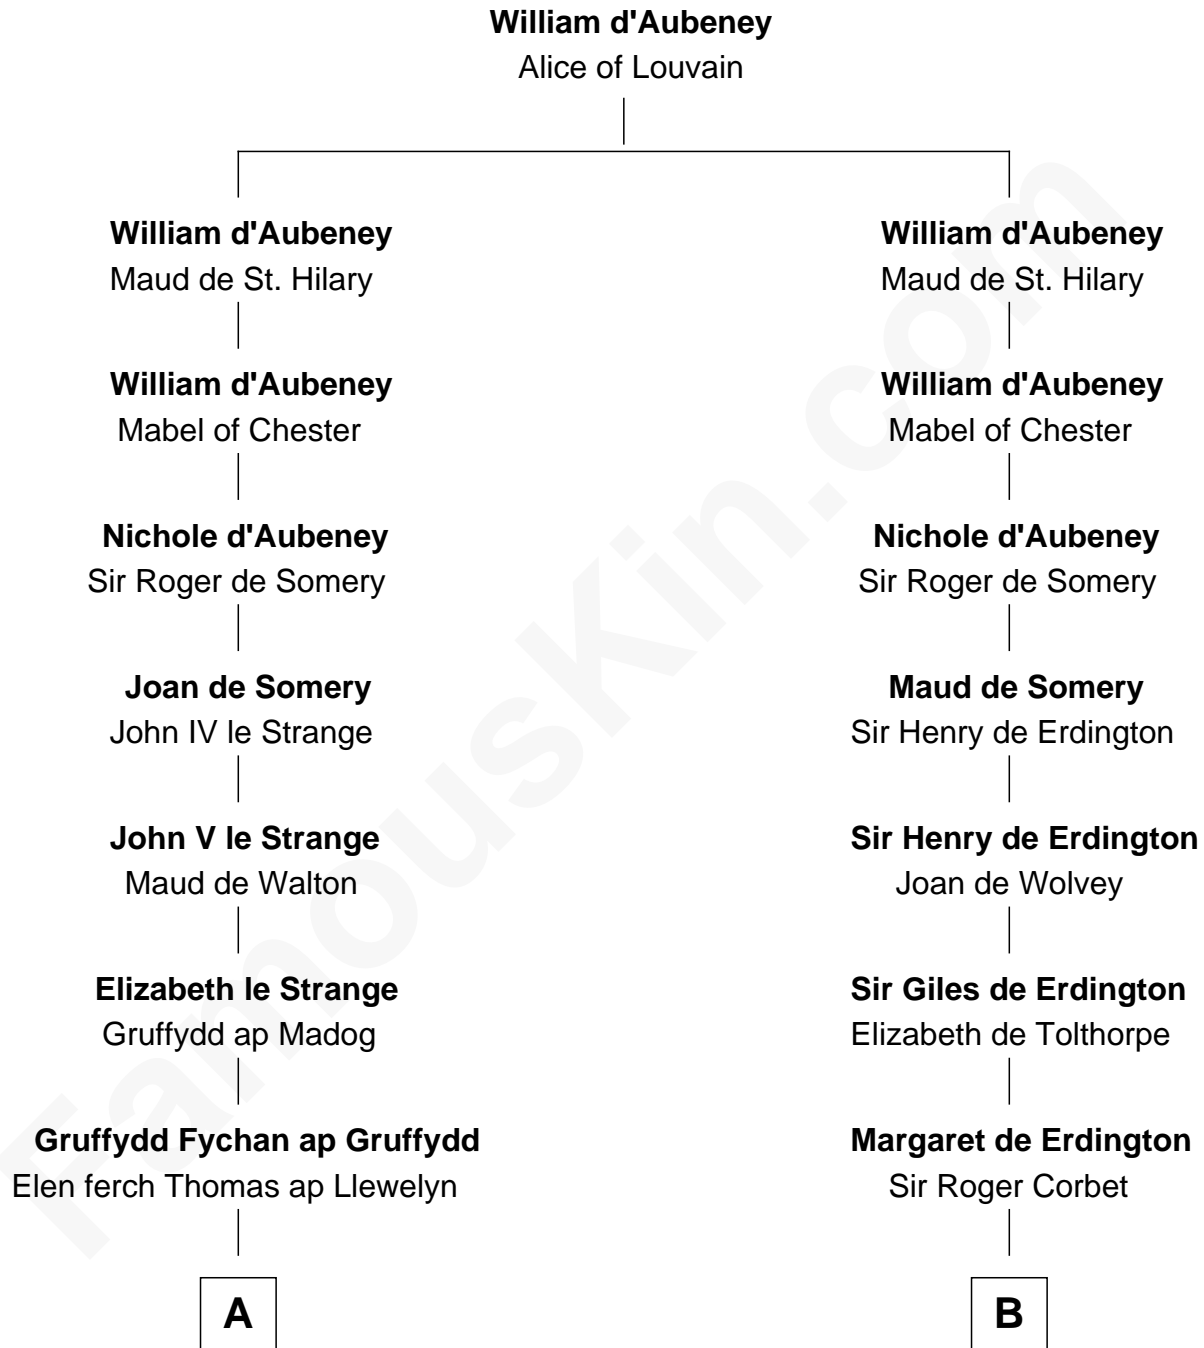 William d'Aubeney
Alice of Louvain
William d'Aubeney
Maud de St. Hilary
William d'Aubeney
Mabel of Chester
Nichole d'Aubeney
Sir Roger de Somery
Joan de Somery
John IV le Strange
John V le Strange
Maud de Walton
Elizabeth le Strange
Gruffydd ap Madog
Gruffydd Fychan ap Gruffydd
Elen ferch Thomas ap Llewelyn
A
William d'Aubeney
Maud de St. Hilary
William d'Aubeney
Mabel of Chester
Nichole d'Aubeney
Sir Roger de Somery
Maud de Somery
Sir Henry de Erdington
Sir Henry de Erdington
Joan de Wolvey
Sir Giles de Erdington
Elizabeth de Tolthorpe
Margaret de Erdington
Sir Roger Corbet
B
FamousKin.com